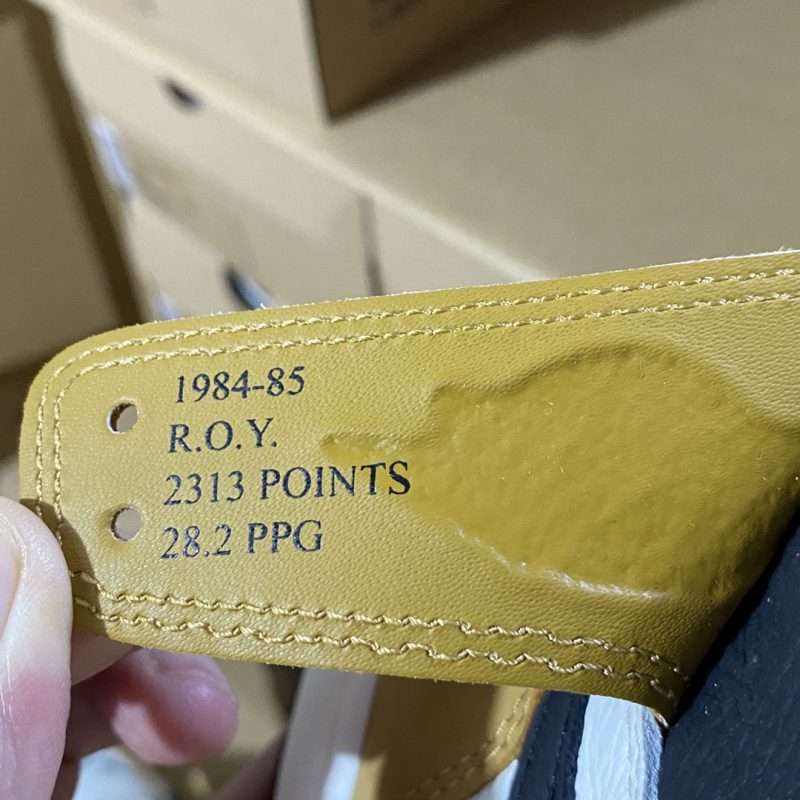 1984-85
R.O.Y.
2313 POINTS
28.2 PPG